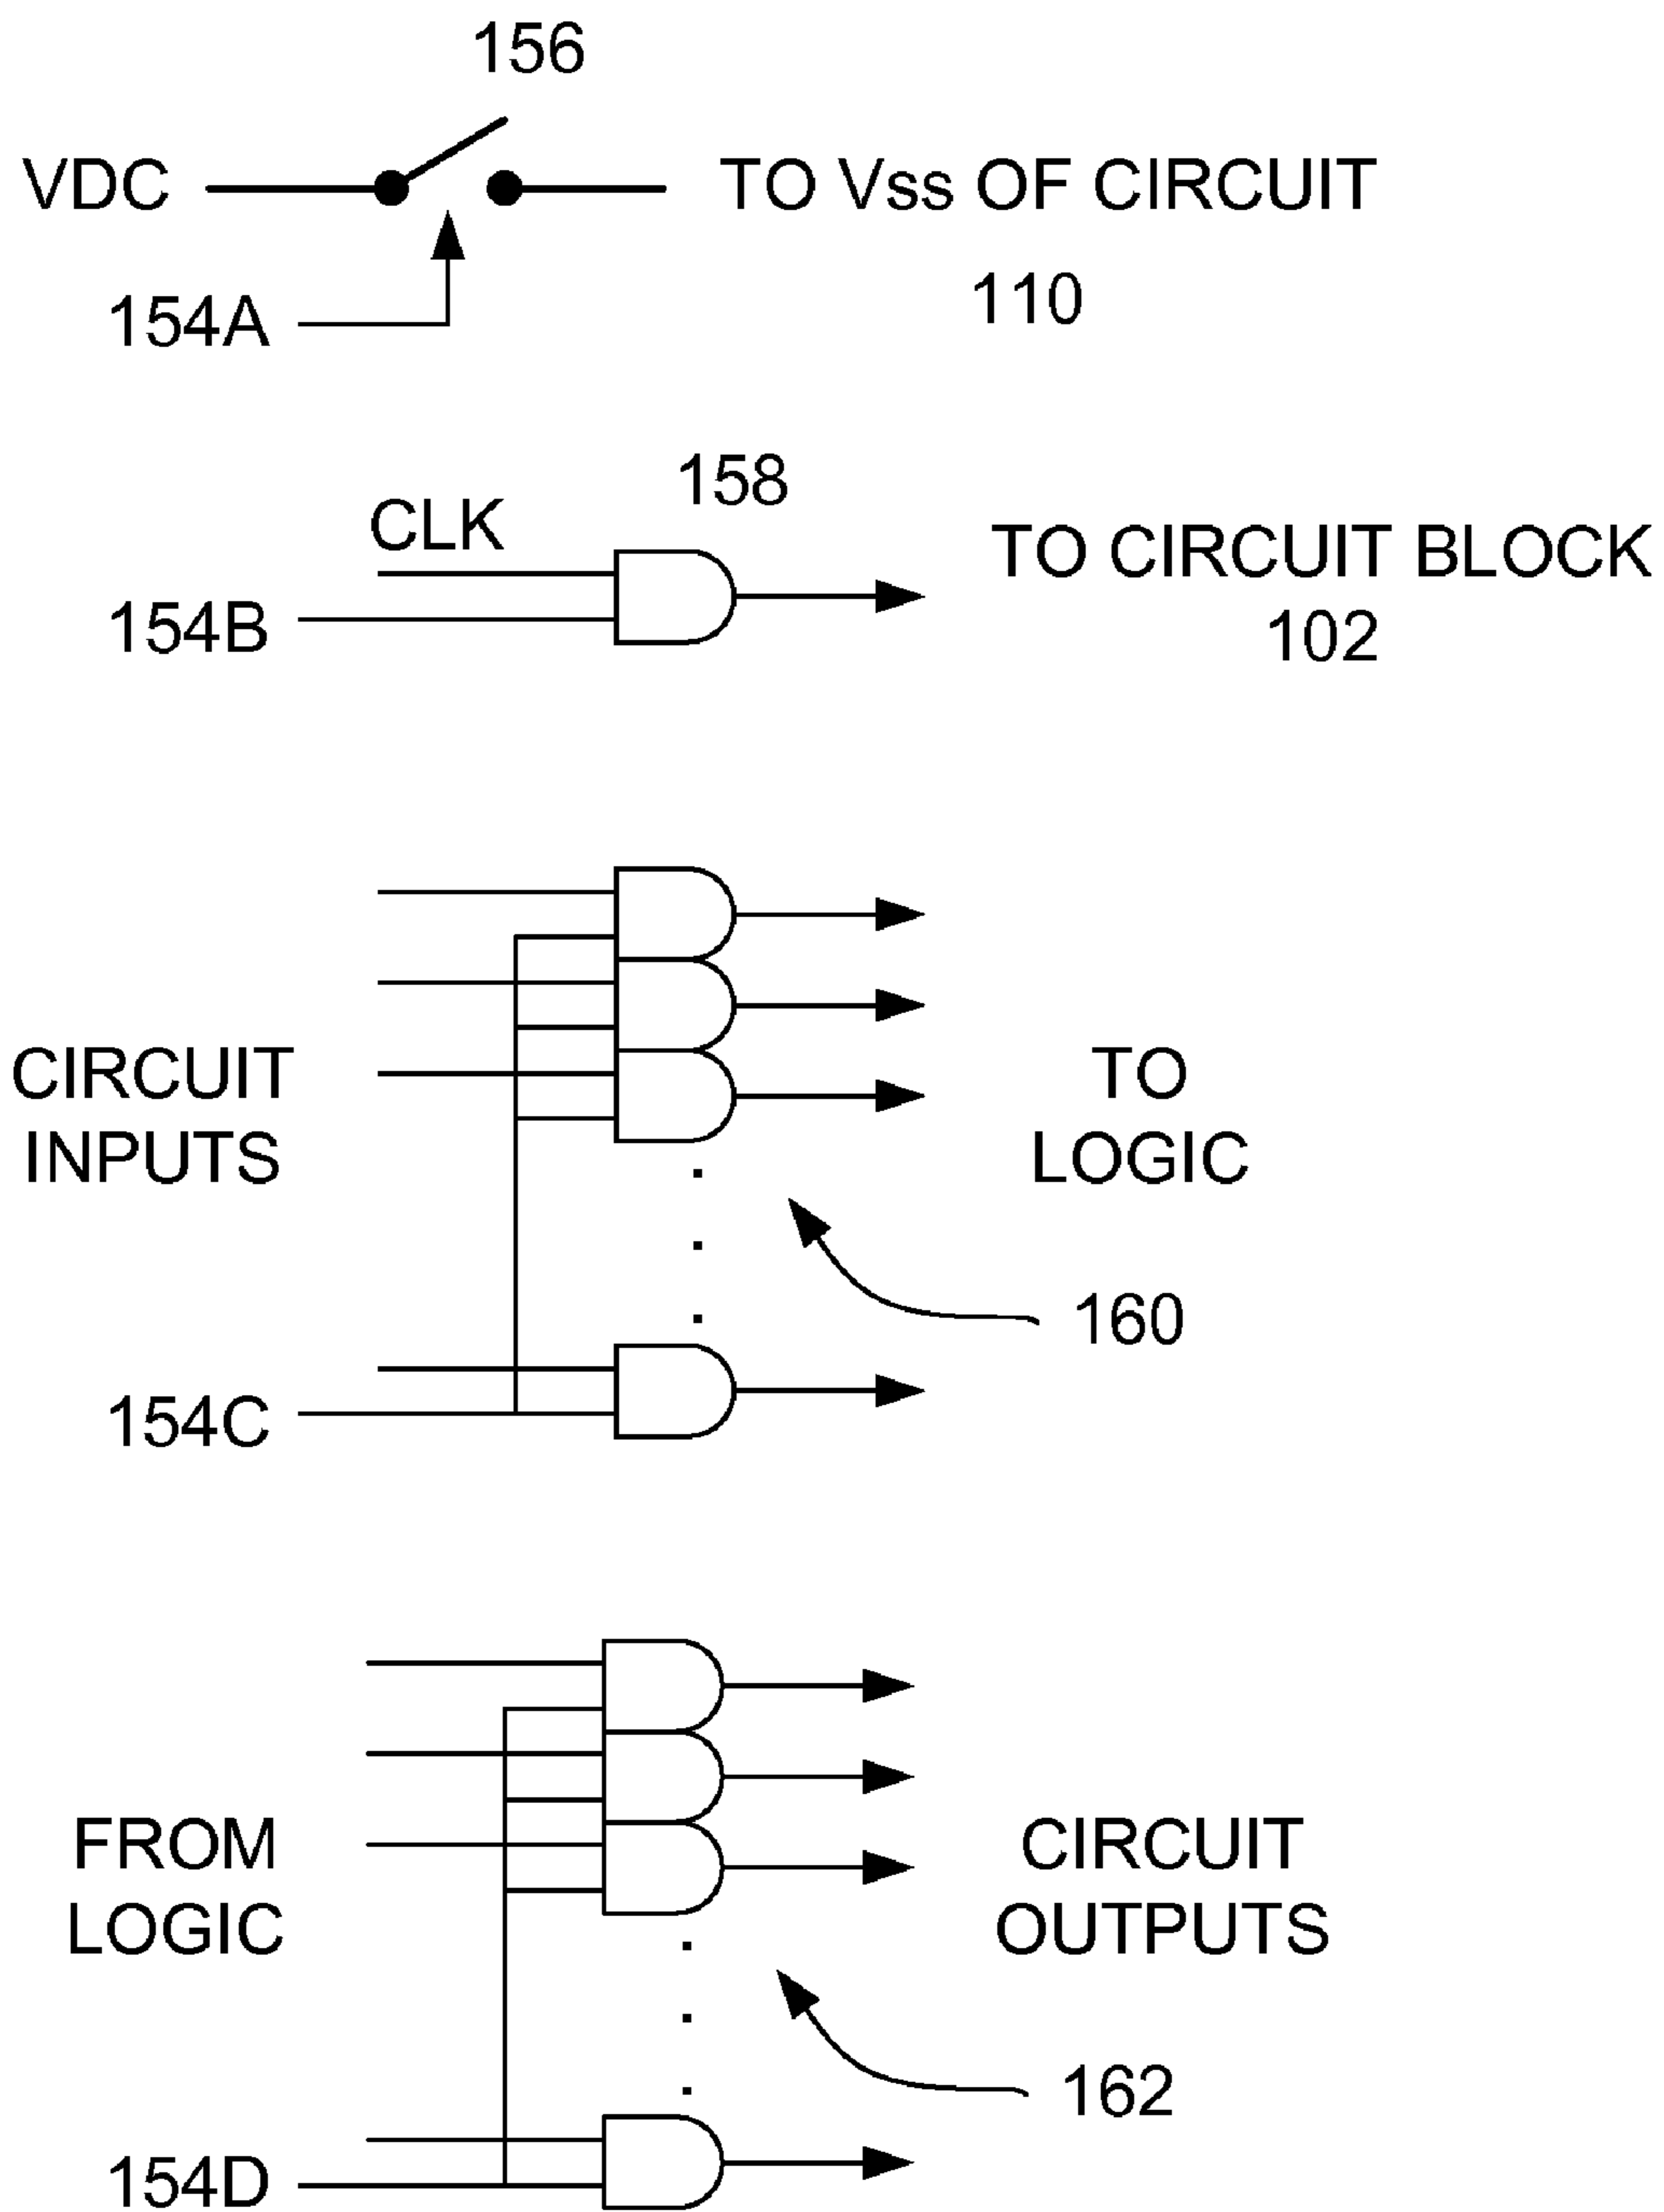 156
VDC
TO Vss OF CIRCUIT
110
154A
158
CLK
154B
TO CIRCUIT BLOCK
102
CIRCUIT
INPUTS
TO
LOGIC
160
154C
FROM
LOGIC
CIRCUIT
OUTPUTS
162
154D